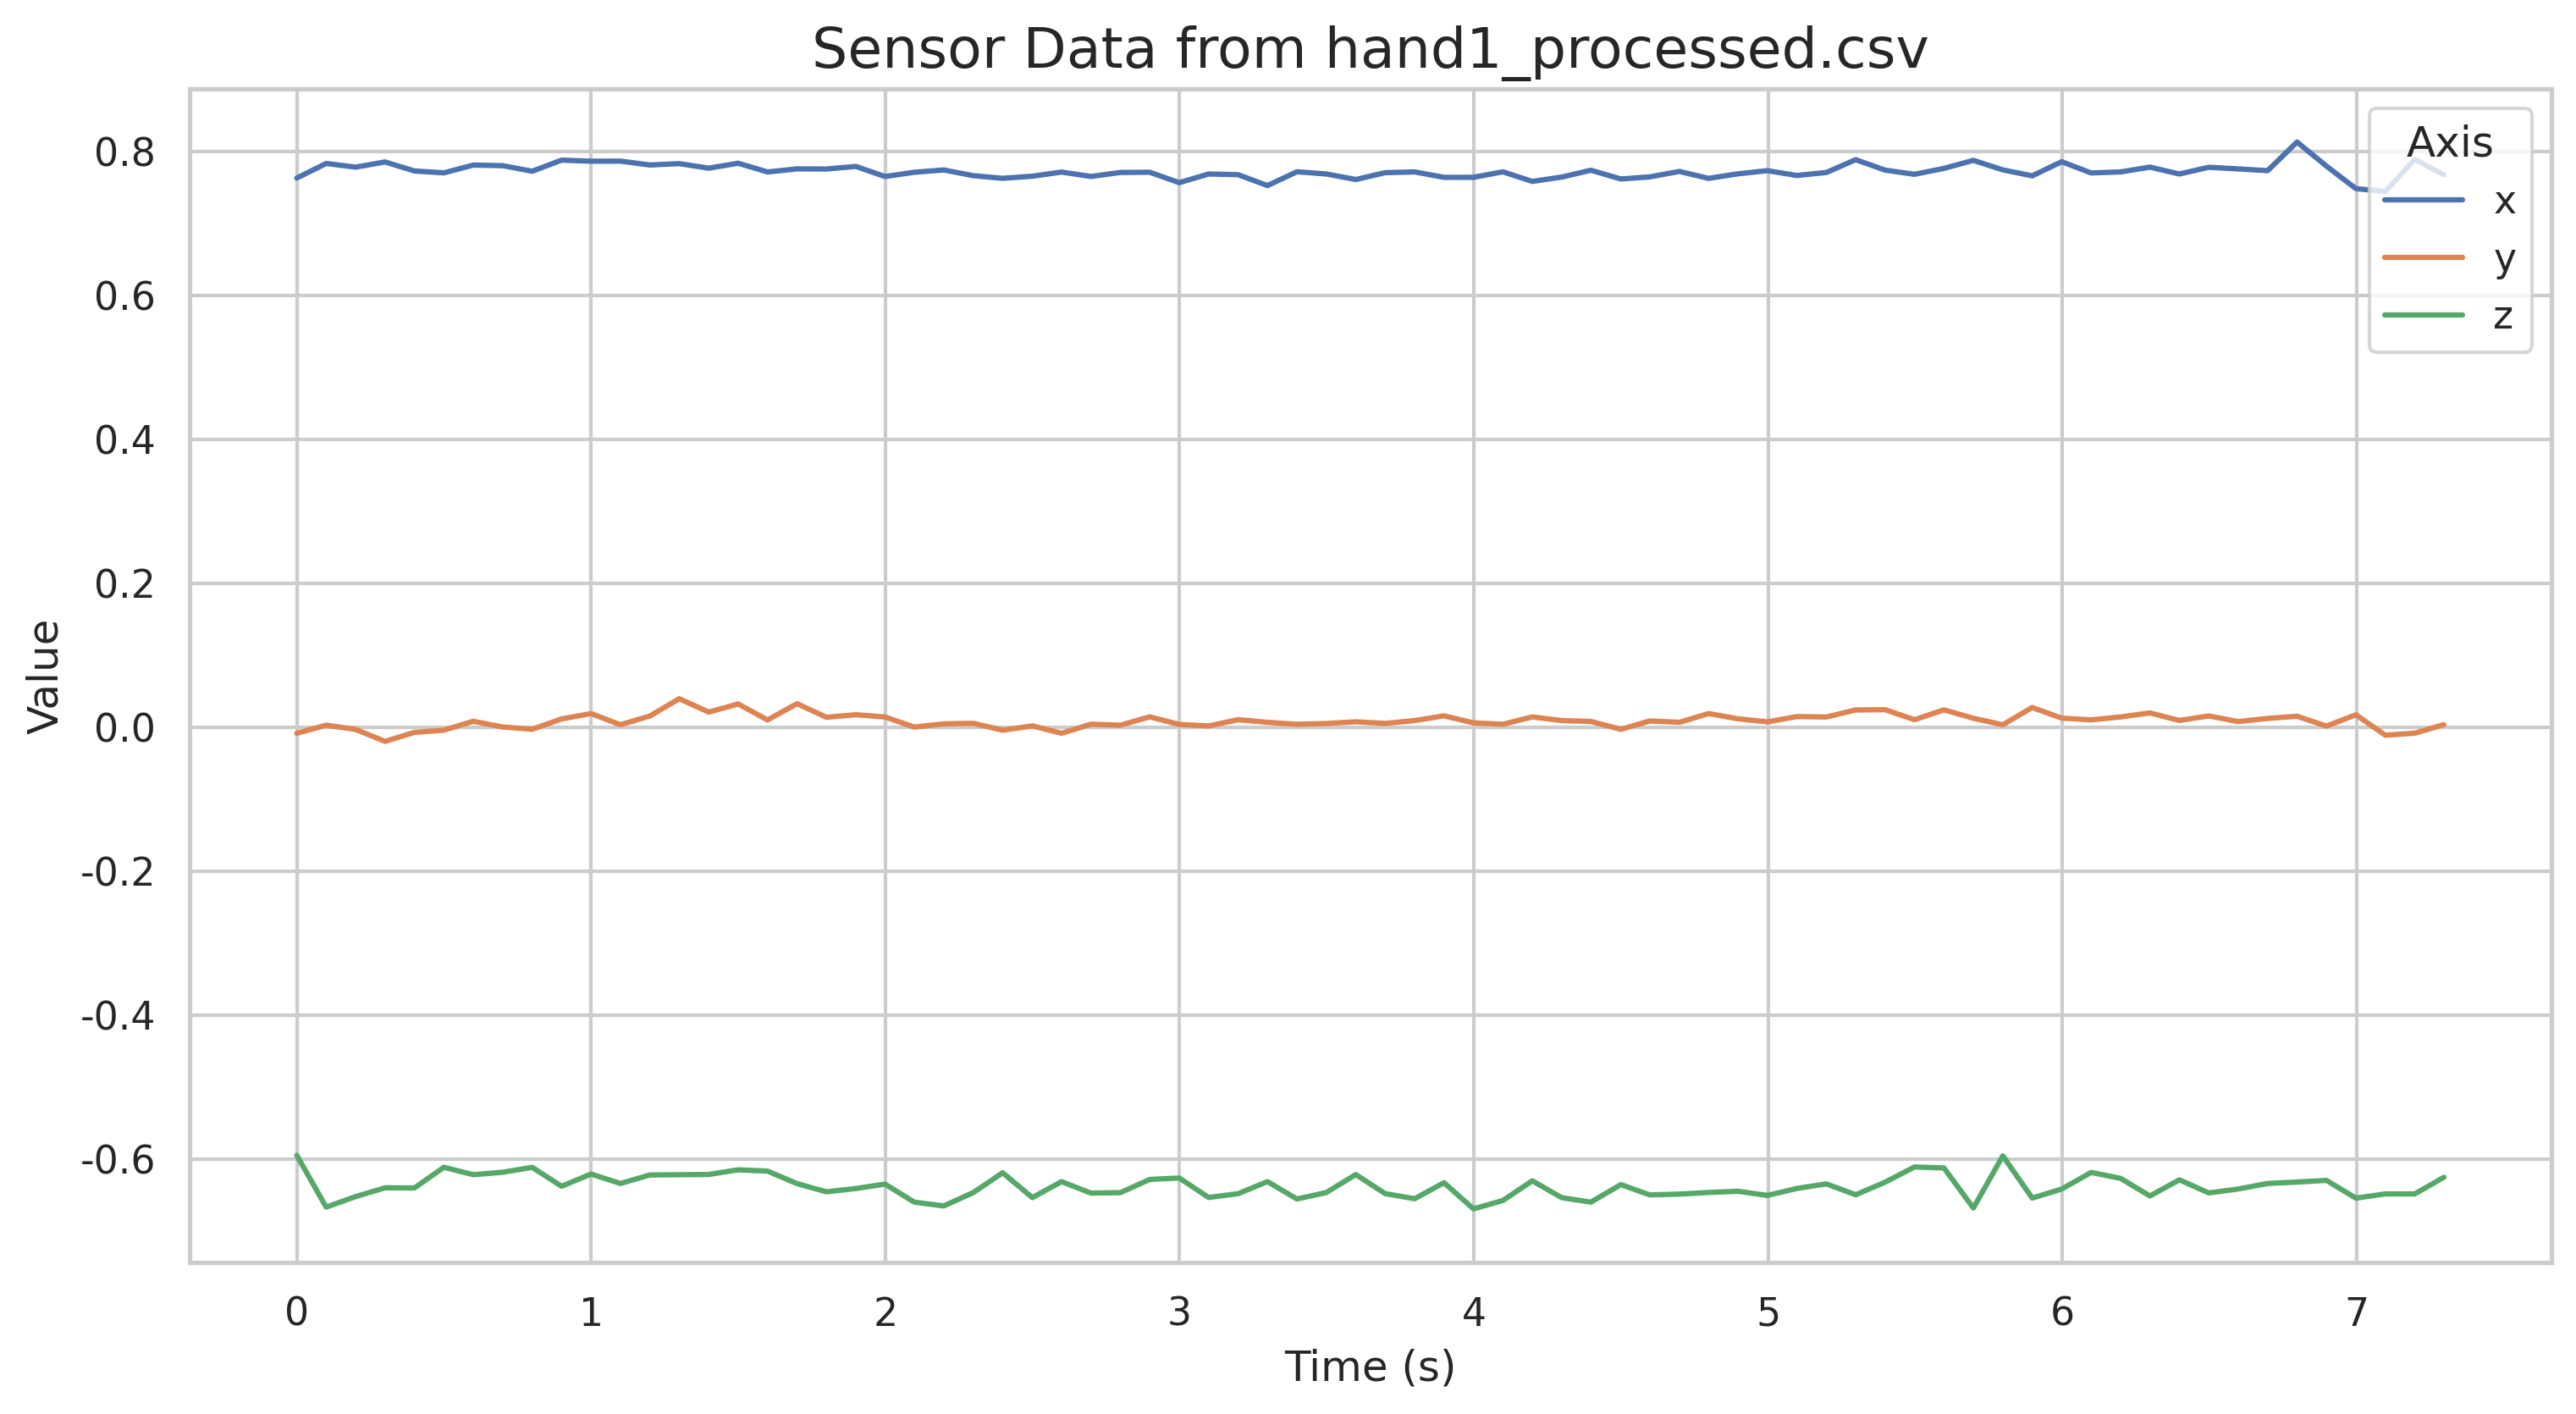 Sensor Data from hand1_processed.csv
Value
0.8
0.6
0.4
0.2
0.0
-0.2
-0.4
-0.6
Axis
x
y
z
0 1 2 3 4 5 6 7
Time (s)